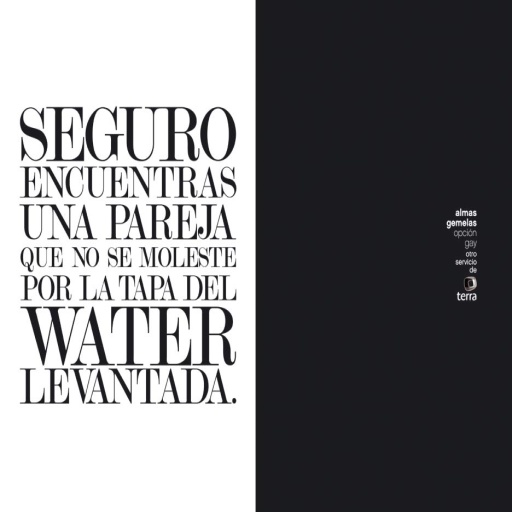 SEGURO
ENCUENTRAS
UNA PAREJA
QUE NO SE MOLESTE
POR LA TAPA DEL
WATER
LEVANTADA.
almas
gemelas
opción
gay
otro
servicio
de
terra